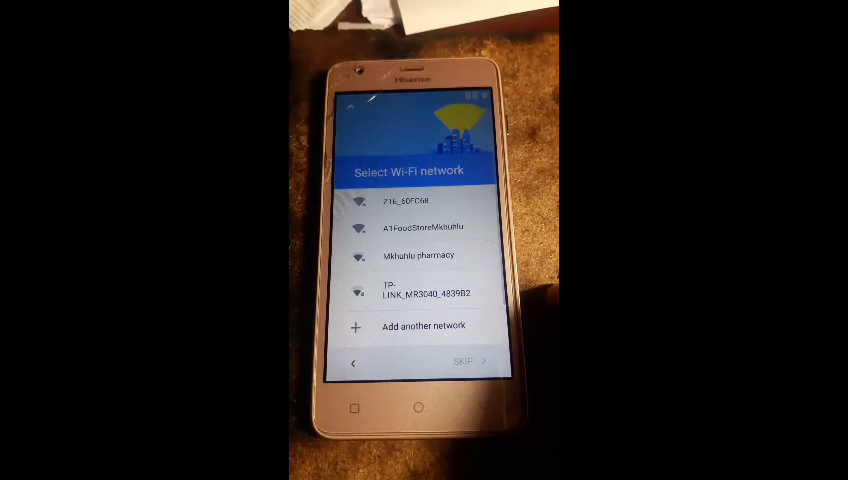 Hisense
Select Wi-Fi network
ZTE_60FC68
A1FoodStoreMkhuhlu
Mkhuhlu pharmacy
TP-
LINK_MR3040_4839B2
Add another network
SKIP